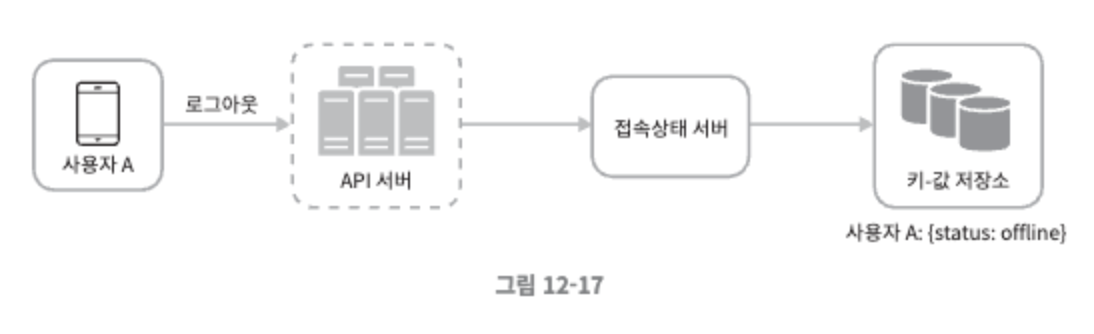 로그아웃
사용자 A
API 서버
접속상태 서버
키-값 저장소
사용자 A: {status: offline}
그림 12-17